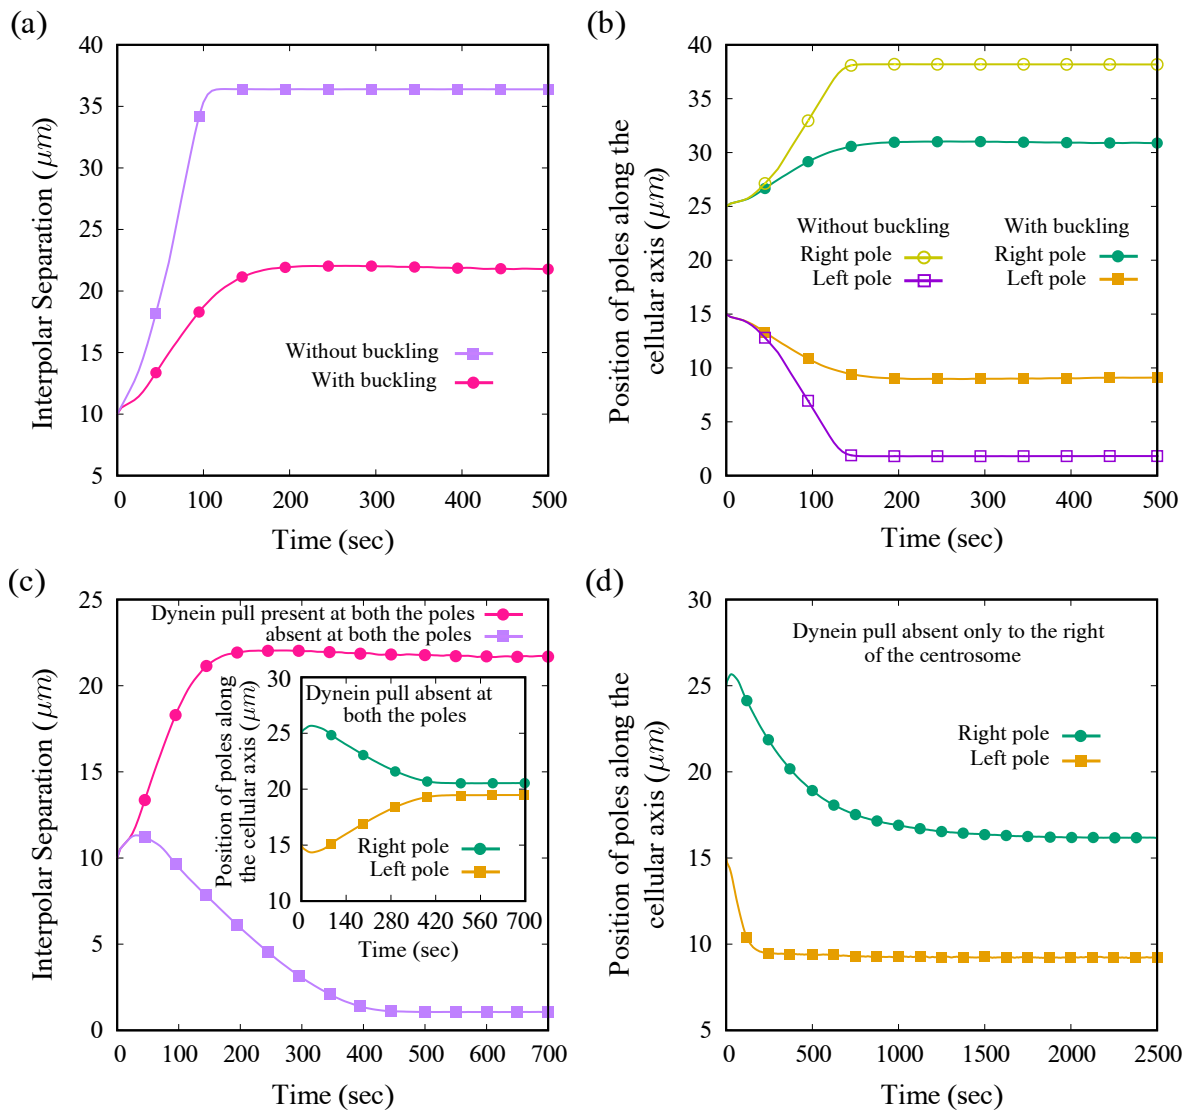 (a)
40
35
30
25
20
15
10
5
Interpolar Separation (μm)
Without buckling
With buckling
0 100 200 300 400 500
Time (sec)
(b)
40
35
30
25
20
15
10
5
0
Position of poles along the
cellular axis (μm)
Without buckling With buckling
Right pole Right pole
Left pole Left pole
0 100 200 300 400 500
Time (sec)
(c)
25
20
15
10
5
0
Interpolar Separation (μm)
Dynein pull present at both the poles
absent at both the poles
30
25
20
15
10
Position of poles along
the cellular axis (μm)
Dynein pull absent at
both the poles
Right pole
Left pole
0 140 280 420 560 700
Time (sec)
0 100 200 300 400 500 600 700
Time (sec)
(d)
30
25
20
15
10
5
Position of poles along the
cellular axis (μm)
Dynein pull absent only to the right
of the centrosome
Right pole
Left pole
0 500 1000 1500 2000 2500
Time (sec)